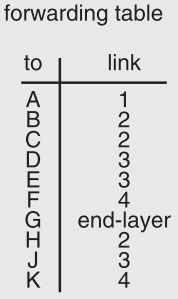 forwarding table
to link
A 1
B 2
C 2
D 3
E 3
F 4
G end-layer
H 2
J 3
K 4